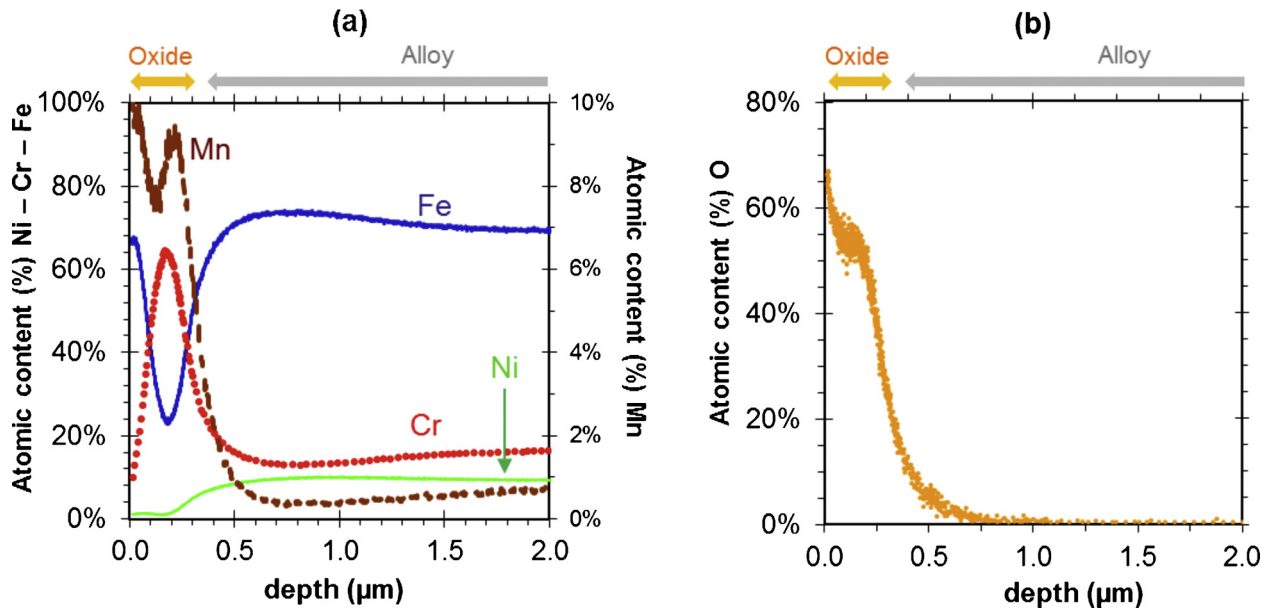 (a)
Oxide
Alloy
Atomic content (%) Ni – Cr – Fe
100%
80%
60%
40%
20%
0%
Mn
Fe
Ni
Cr
10%
8%
6%
4%
2%
0%
Atomic content (%) Mn
0.0 0.5 1.0 1.5 2.0
depth (µm)
(b)
Oxide
Alloy
Atomic content (%) O
80%
60%
40%
20%
0%
0.0 0.5 1.0 1.5 2.0
depth (µm)